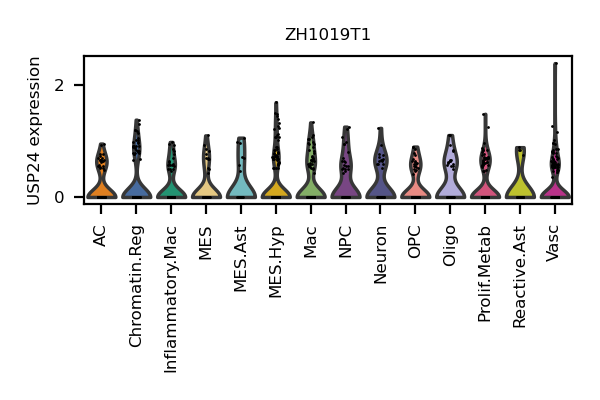 ZH1019T1
USP24 expression
2
0
AC
Chromatin.Reg
Inflammatory.Mac
MES
MES.Ast
MES.Hyp
Mac
NPC
Neuron
OPC
Oligo
Prolif.Metab
Reactive.Ast
Vasc